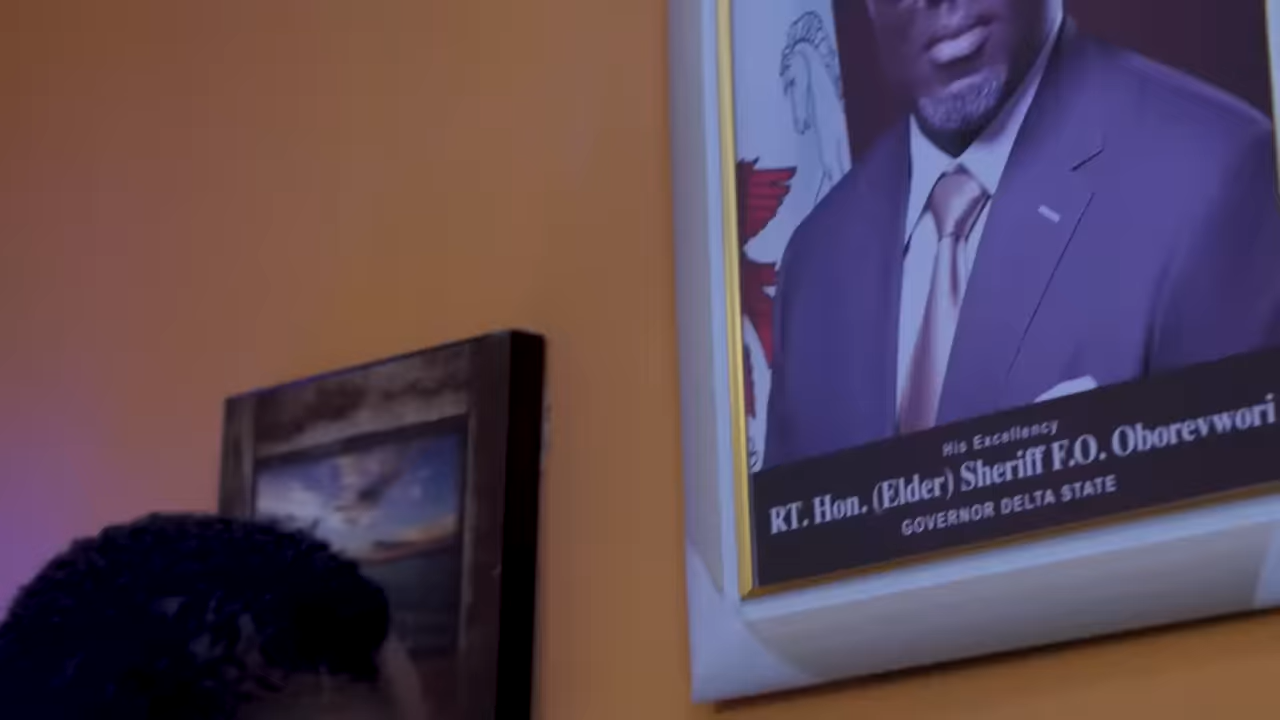 His Excellency
RT. Hon. (Elder) Sheriff F.O. Oborevwori
GOVERNOR DELTA STATE